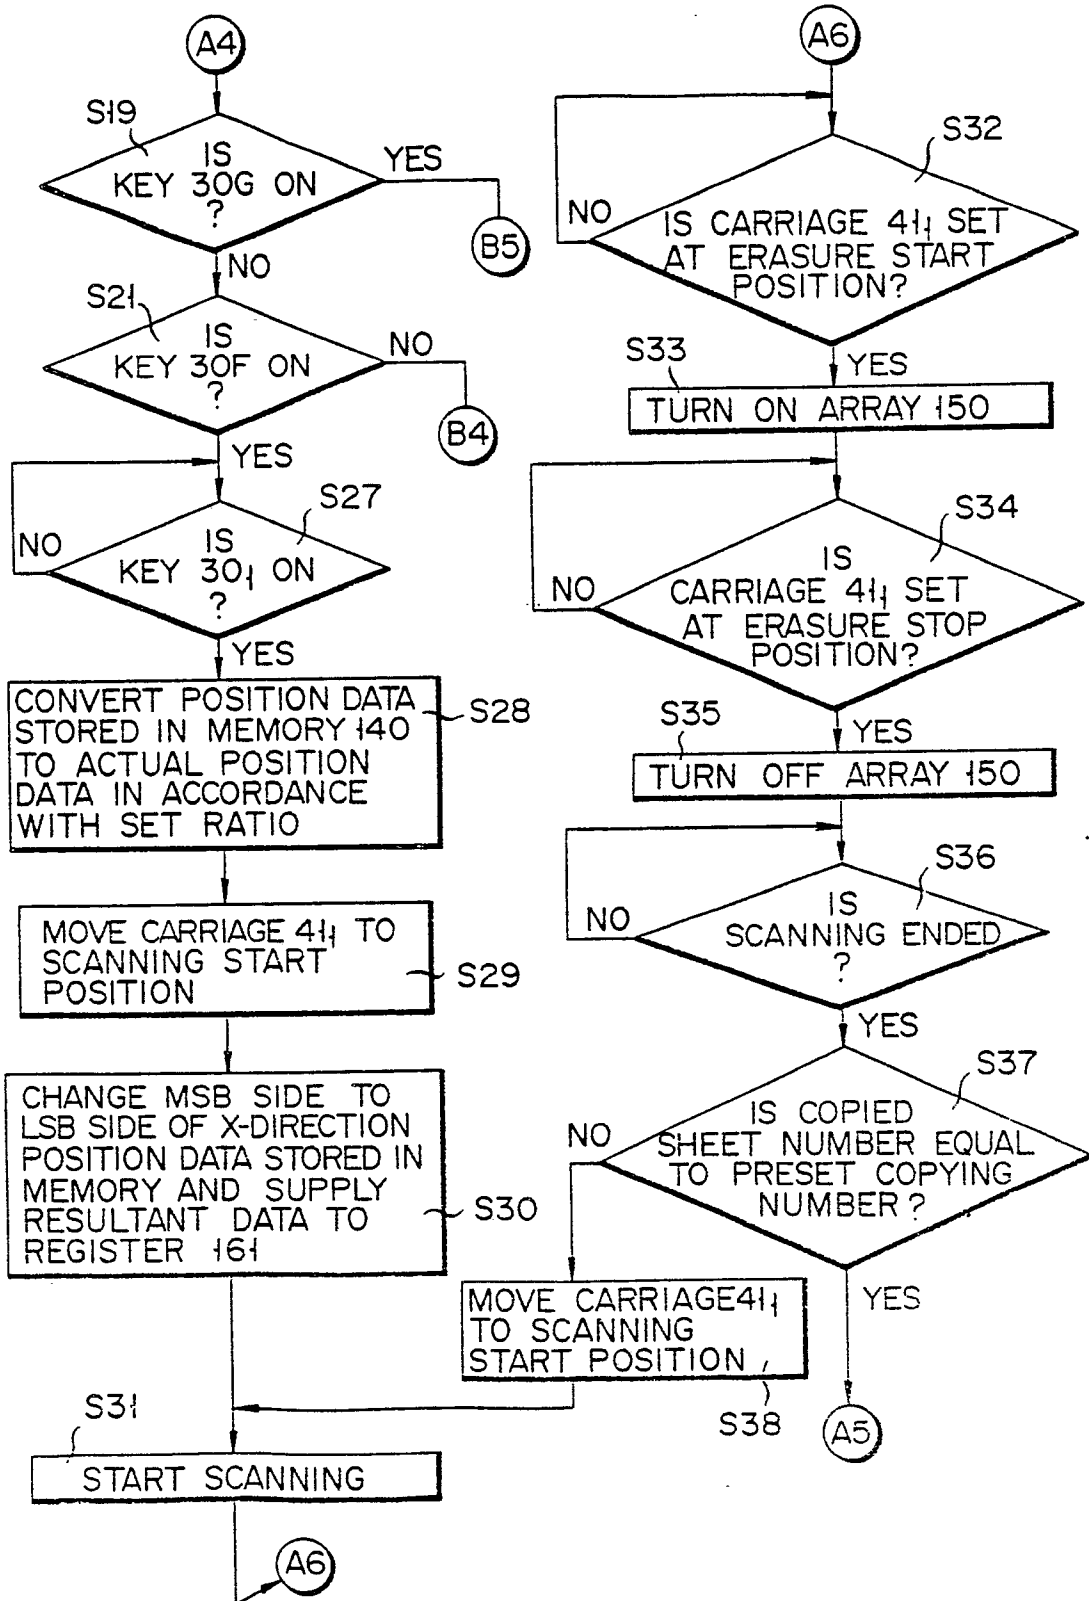 A4
S19
IS
KEY 30G ON
?
YES
B5
NO
S21
IS
KEY 30F ON
?
NO
B4
YES
S27
IS
KEY 30₁ ON
?
NO
YES
CONVERT POSITION DATA
STORED IN MEMORY 140
TO ACTUAL POSITION
DATA IN ACCORDANCE
WITH SET RATIO
S28
MOVE CARRIAGE 41₁ TO
SCANNING START
POSITION
S29
CHANGE MSB SIDE TO
LSB SIDE OF X-DIRECTION
POSITION DATA STORED IN
MEMORY AND SUPPLY
RESULTANT DATA TO
REGISTER 161
S30
S31
START SCANNING
A6
A6
S32
IS CARRIAGE 41₁ SET
AT ERASURE START
POSITION?
NO
YES
S33
TURN ON ARRAY 150
S34
IS
CARRIAGE 41₁ SET
AT ERASURE STOP
POSITION?
NO
YES
S35
TURN OFF ARRAY 150
S36
IS
SCANNING ENDED
?
NO
YES
S37
IS COPIED
SHEET NUMBER EQUAL
TO PRESET COPYING
NUMBER?
NO
YES
MOVE CARRIAGE 41₁
TO SCANNING
START POSITION
S38
A5